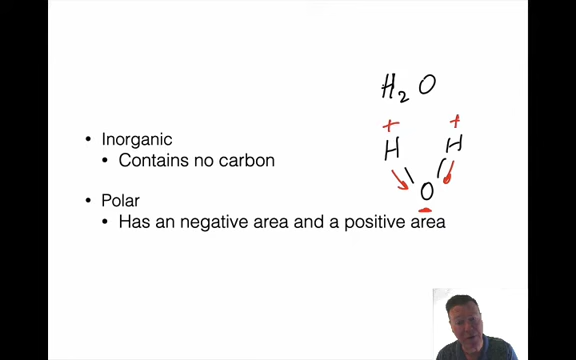 H2O
• Inorganic
• Contains no carbon
• Polar
• Has an negative area and a positive area
+ +
H H
O
-